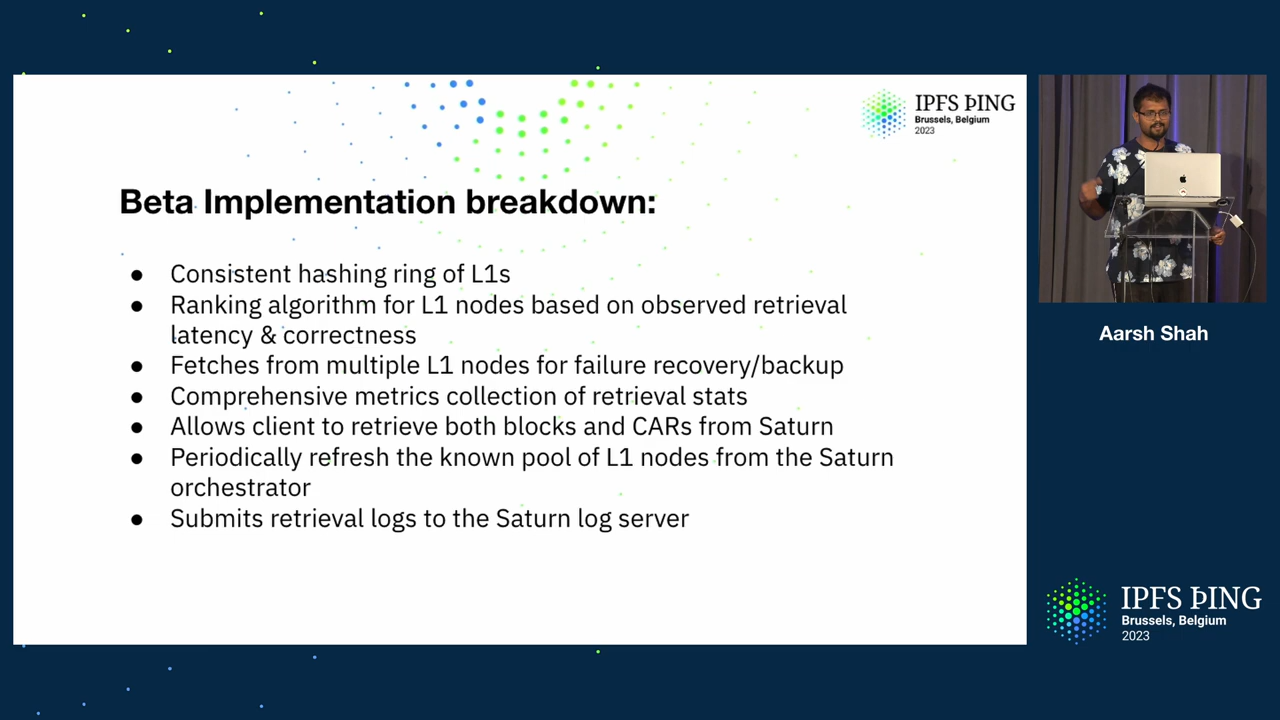 IPFS ÞING
Brussels, Belgium
2023
Beta Implementation breakdown:
● Consistent hashing ring of L1s
● Ranking algorithm for L1 nodes based on observed retrieval
latency & correctness
● Fetches from multiple L1 nodes for failure recovery/backup
● Comprehensive metrics collection of retrieval stats
● Allows client to retrieve both blocks and CARs from Saturn
● Periodically refresh the known pool of L1 nodes from the Saturn
orchestrator
● Submits retrieval logs to the Saturn log server
Aarsh Shah
IPFS ÞING
Brussels, Belgium
2023